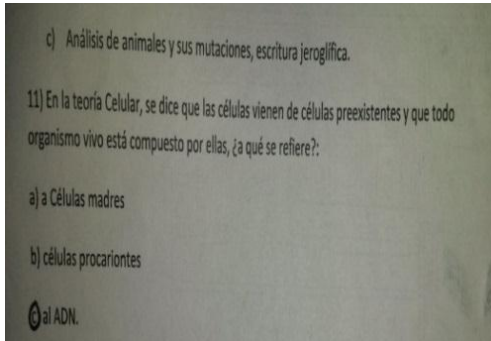 c) Análisis de animales y sus mutaciones, escritura jeroglífica.
11) En la teoría Celular, se dice que las células vienen de células preexistentes y que todo
organismo vivo está compuesto por ellas, ¿a qué se refiere?:
a) a Células madres
b) células procariontes
c) al ADN.